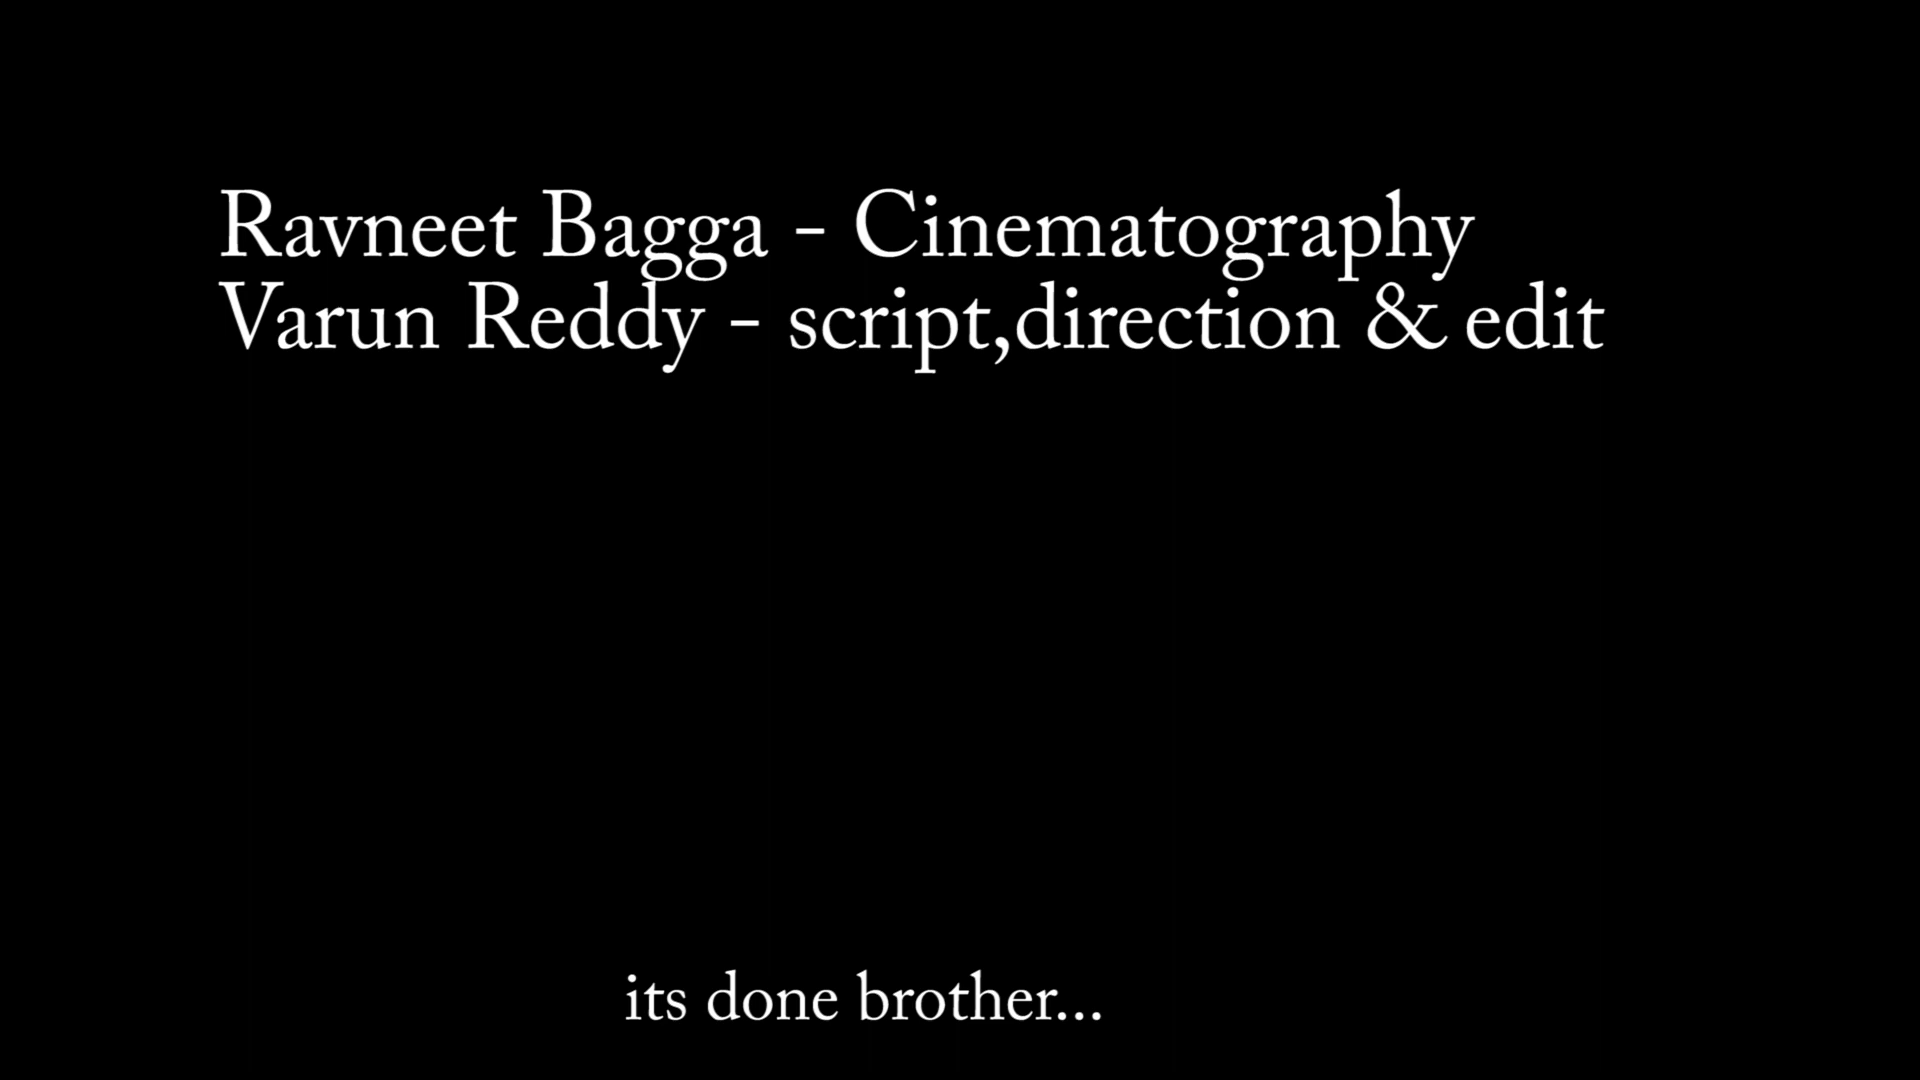 Ravneet Bagga - Cinematography
Varun Reddy - script,direction & edit
its done brother...